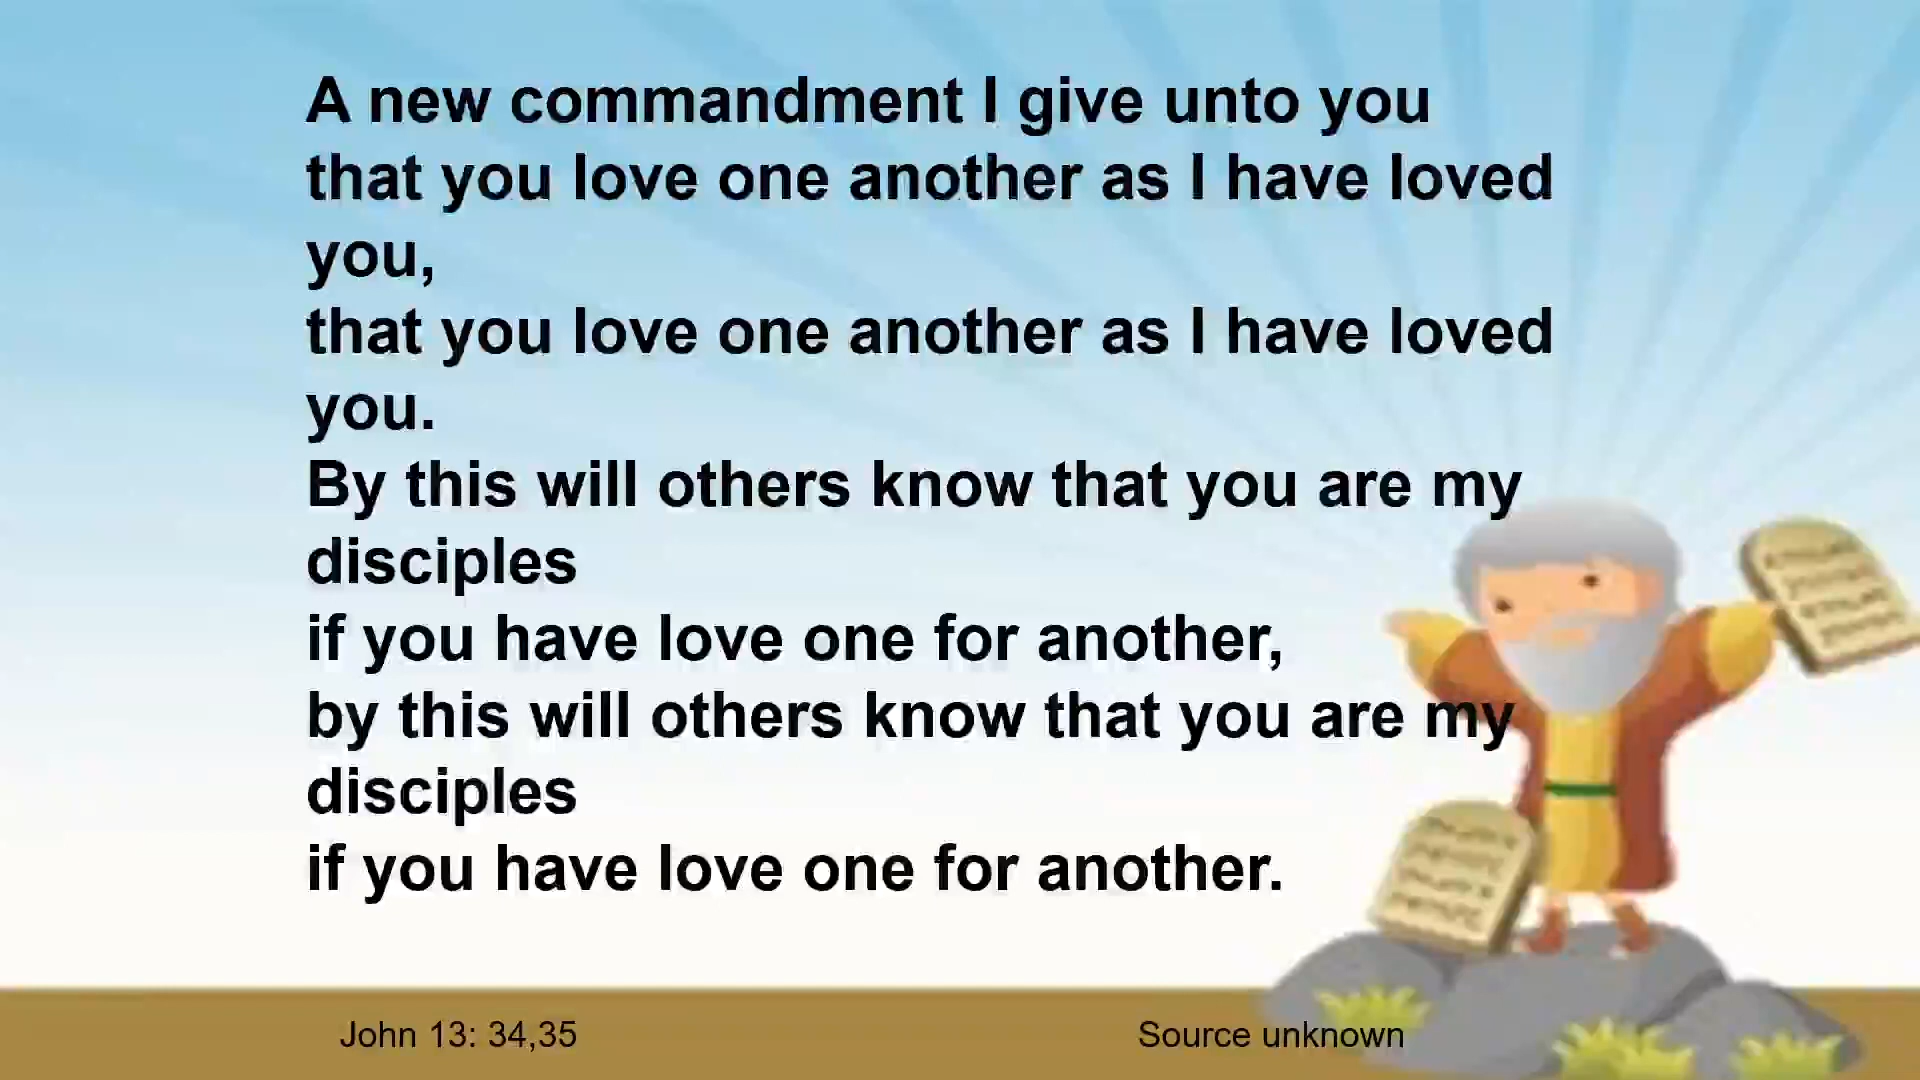 A new commandment I give unto you
that you love one another as I have loved
you,
that you love one another as I have loved
you.
By this will others know that you are my
disciples
if you have love one for another,
by this will others know that you are my
disciples
if you have love one for another.
John 13: 34,35
Source unknown